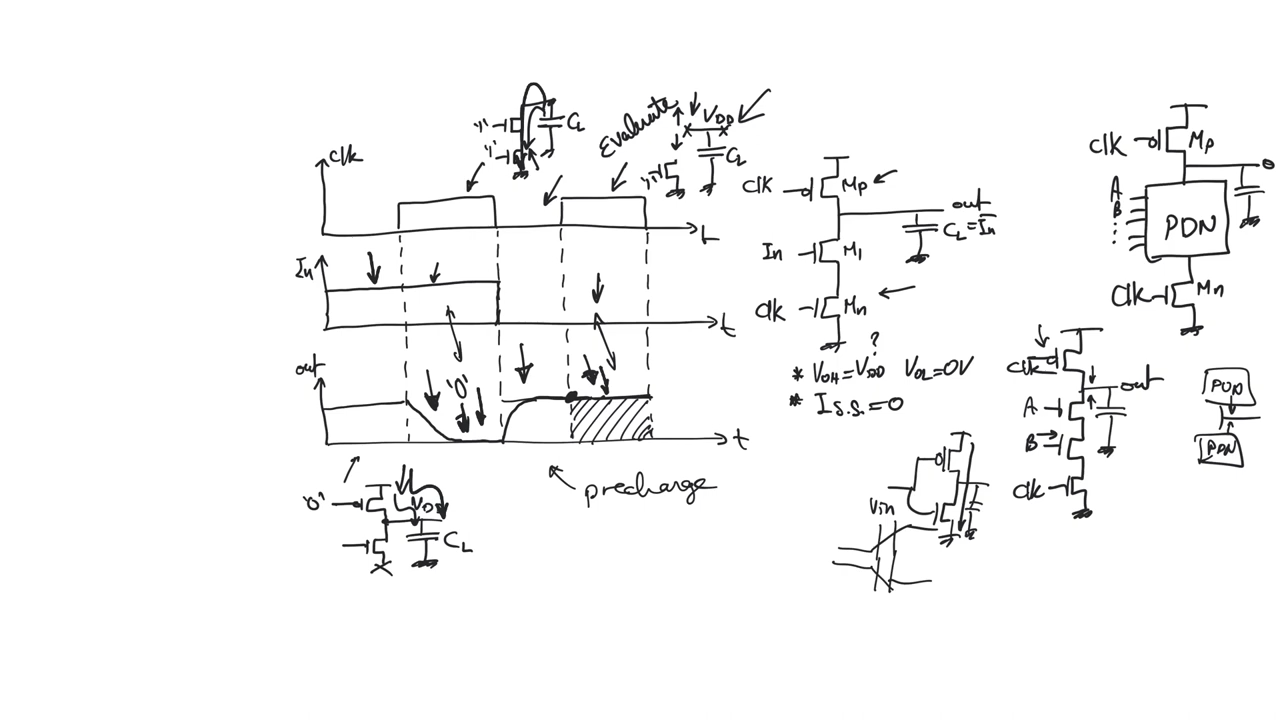 "1"
"1"
CL
Evaluate
VDD
CL
"1"
clk
t
In
t
out
'0'
t
precharge
"0"
VDD
CL
Clk
Mp
out
CL = In
In
M1
Clk
Mn
?
* VOH=VDD VOL=0V
* Is.s.=0
Vin
Clk
Mp
A
B
PDN
Clk
Mn
Clk
out
A
B
Clk
PUN
PDN